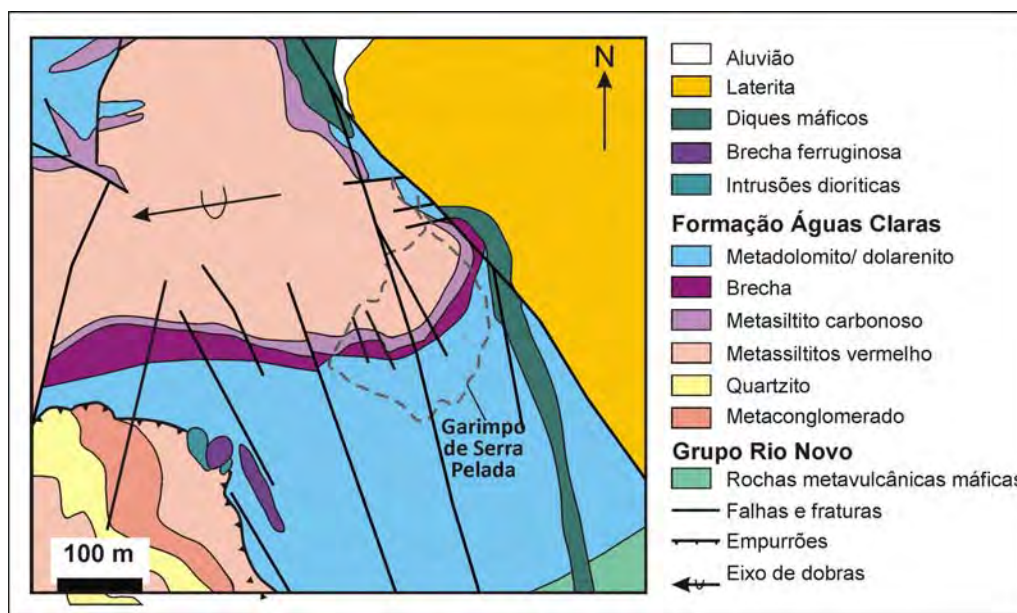 N
Garimpo
de Serra
Pelada
100 m
Aluvião
Laterita
Diques máficos
Brecha ferruginosa
Intrusões dioriticas
Formação Águas Claras
Metadolomito/ dolarenito
Brecha
Metasiltito carbonoso
Metassiltitos vermelho
Quartzito
Metaconglomerado
Grupo Rio Novo
Rochas metavulcânicas máficas
Falhas e fraturas
Empurrões
Eixo de dobras